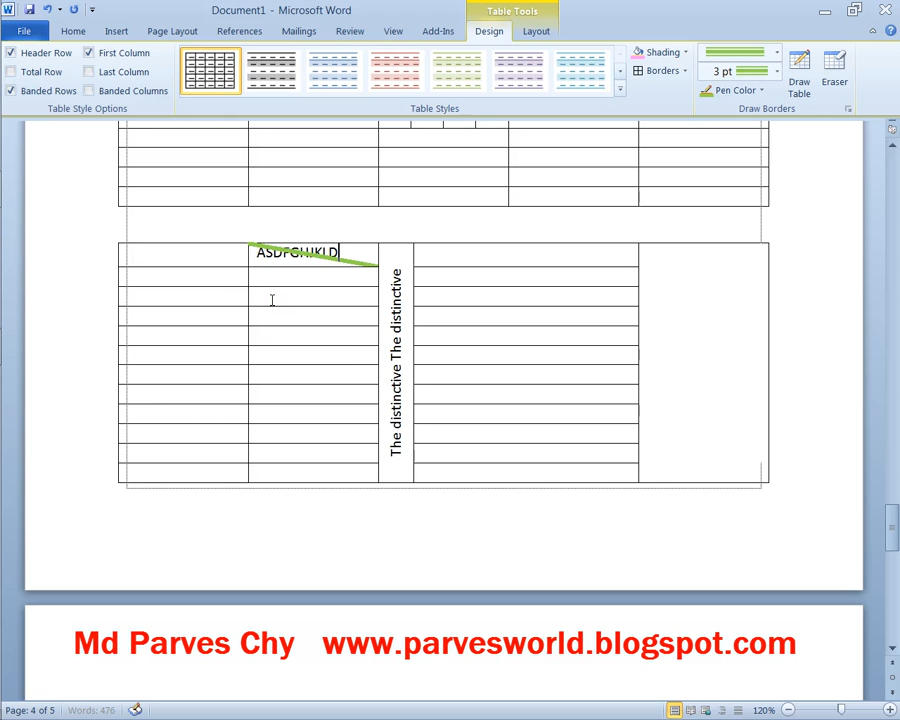 Document1 - Microsoft Word
Table Tools
File Home Insert Page Layout References Mailings Review View Add-Ins Design Layout
Header Row First Column
Total Row Last Column
Banded Rows Banded Columns
Table Style Options
Table Styles
Shading
Borders
3 pt
Pen Color
Draw Table
Eraser
Draw Borders
ASDFGHJKLD
The distinctive The distinctive
Md Parves Chy www.parvesworld.blogspot.com
Page: 4 of 5 Words: 476 120%